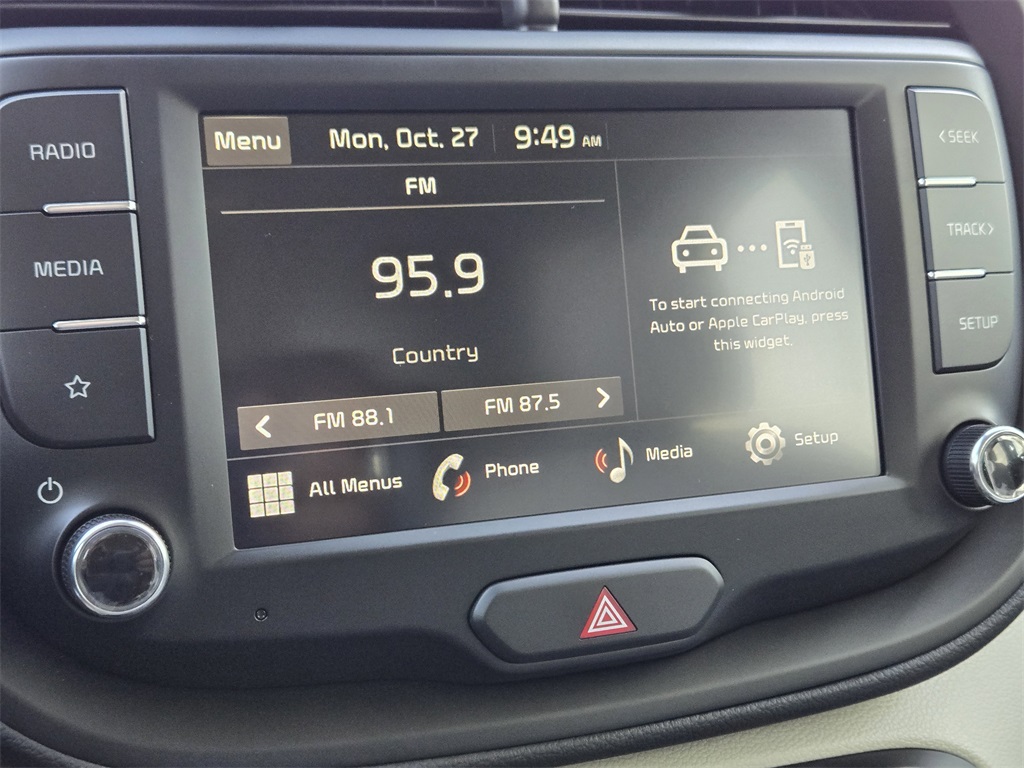 RADIO
MEDIA
Menu Mon, Oct. 27 9:49 AM
FM
95.9
Country
< FM 88.1 FM 87.5 >
To start connecting Android
Auto or Apple CarPlay, press
this widget.
All Menus Phone Media Setup
< SEEK
TRACK >
SETUP